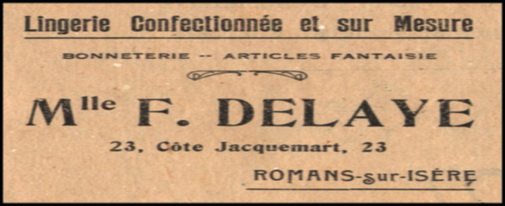 Lingerie Confectionnée et sur Mesure
BONNETERIE -- ARTICLES FANTAISIE
Mlle F. DELAYE
23, Côte Jacquemart, 23
ROMANS-sur-ISÈRE